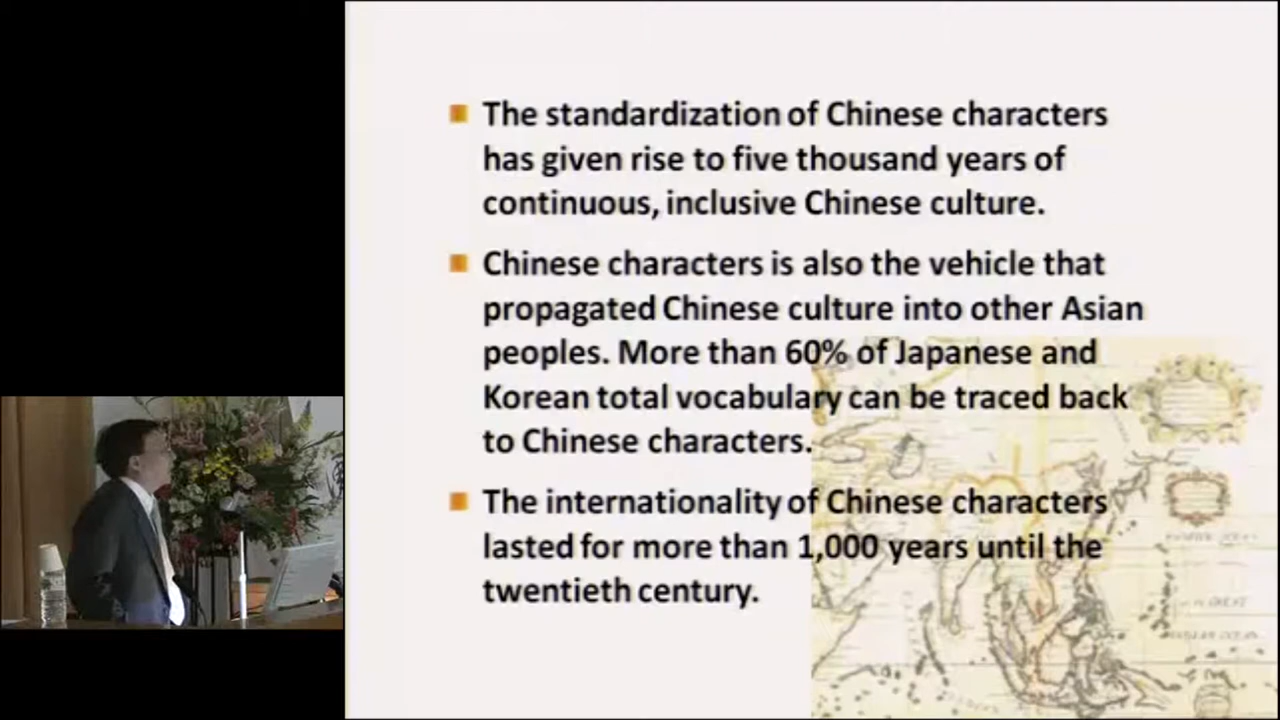 The standardization of Chinese characters
has given rise to five thousand years of
continuous, inclusive Chinese culture.
Chinese characters is also the vehicle that
propagated Chinese culture into other Asian
peoples. More than 60% of Japanese and
Korean total vocabulary can be traced back
to Chinese characters.
The internationality of Chinese characters
lasted for more than 1,000 years until the
twentieth century.